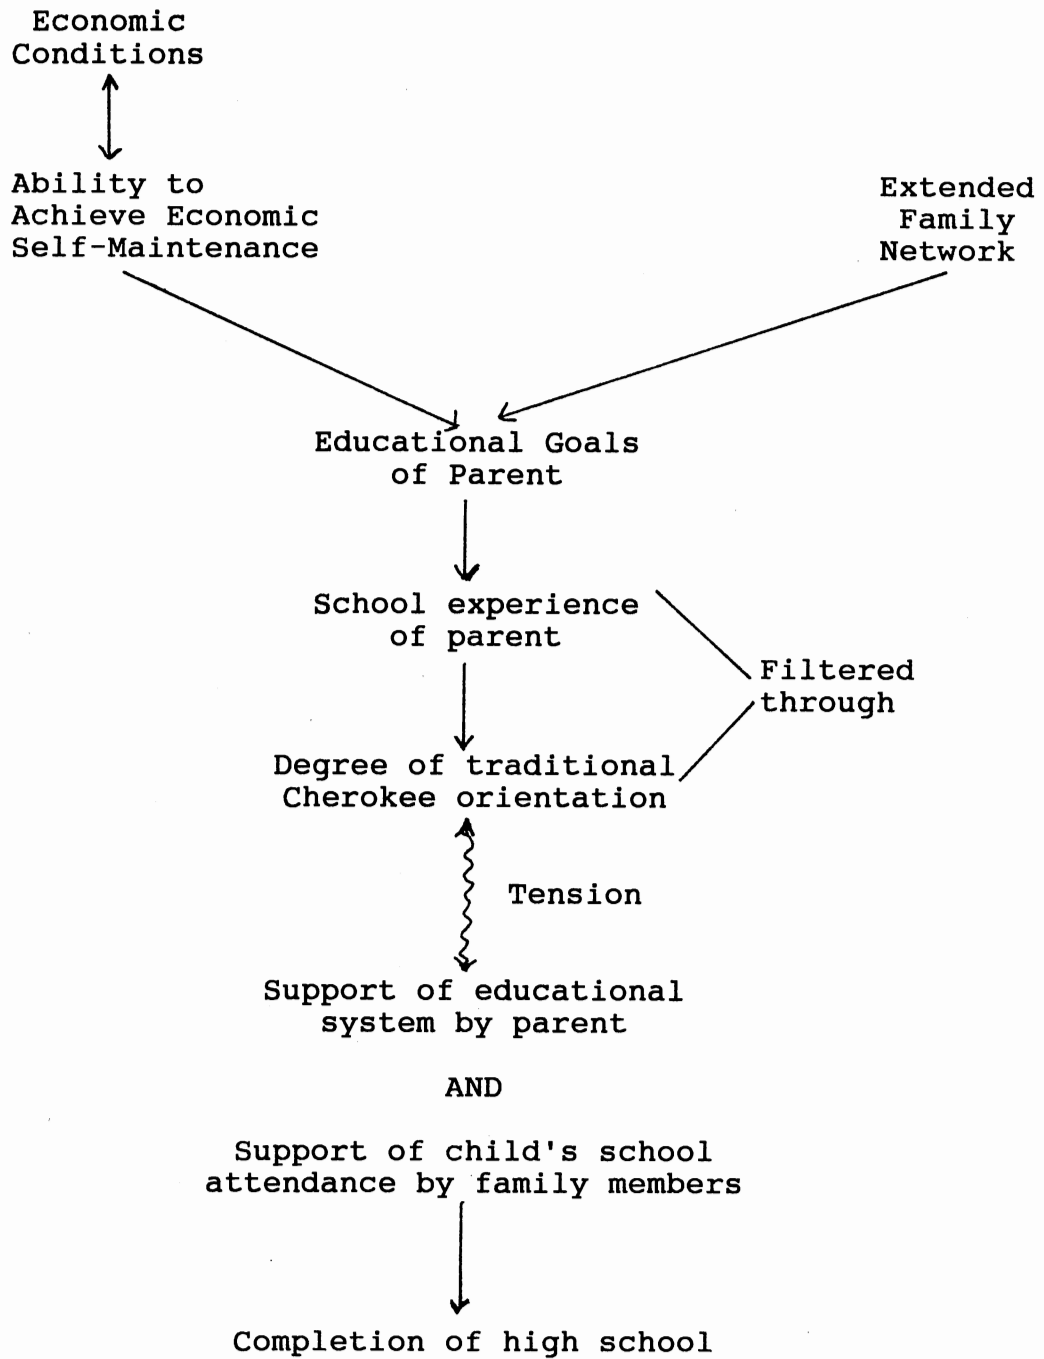 Economic
Conditions
Ability to
Achieve Economic
Self-Maintenance
Extended
Family
Network
Educational Goals
of Parent
School experience
of parent
Filtered
through
Degree of traditional
Cherokee orientation
Tension
Support of educational
system by parent
AND
Support of child's school
attendance by family members
Completion of high school